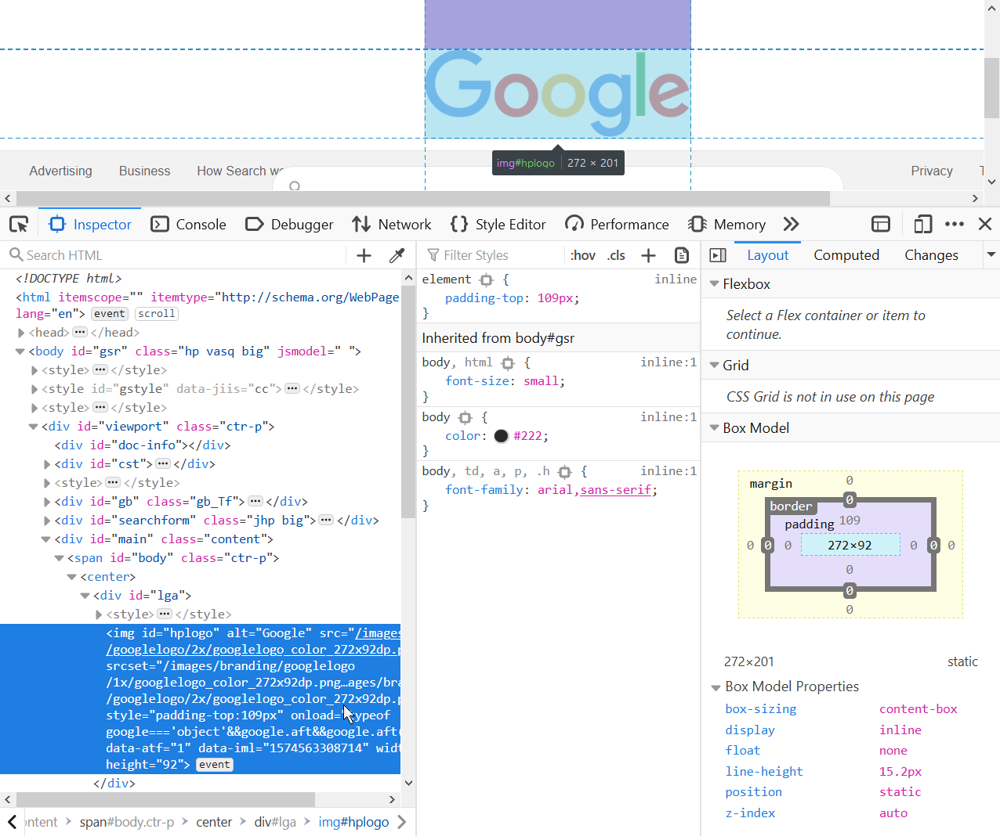 Google
img#hplogo 272 × 201
Advertising Business How Search wo Privacy
Inspector Console Debugger Network Style Editor Performance Memory
Search HTML
Filter Styles :hov .cls
Layout Computed Changes
<!DOCTYPE html>
<html itemscope="" itemtype="http://schema.org/WebPage
lang="en"> event scroll
<head>•••</head>
<body id="gsr" class="hp vasq big" jsmodel=" ">
<style>•••</style>
<style id="gstyle" data-jiis="cc">•••</style>
<style>•••</style>
<div id="viewport" class="ctr-p">
<div id="doc-info"></div>
<div id="cst">•••</div>
<style>•••</style>
<div id="gb" class="gb_Tf">•••</div>
<div id="searchform" class="jhp big">•••</div>
<div id="main" class="content">
<span id="body" class="ctr-p">
<center>
<div id="lga">
<style>•••</style>
<img id="hplogo" alt="Google" src="/images
/googlelogo/2x/googlelogo_color_272x92dp.p
srcset="/images/branding/googlelogo
/1x/googlelogo_color_272x92dp.png…ages/bra
/googlelogo/2x/googlelogo_color_272x92dp.p
style="padding-top:109px" onload="typeof
google==='object'&&google.aft&&google.aft(
data-atf="1" data-iml="1574563308714" widt
height="92"> event
</div>
ontent span#body.ctr-p center div#lga img#hplogo
element { inline
padding-top: 109px;
}
Inherited from body#gsr
body, html { inline:1
font-size: small;
}
body { inline:1
color: #222;
}
body, td, a, p, .h { inline:1
font-family: arial,sans-serif;
}
Flexbox
Select a Flex container or item to
continue.
Grid
CSS Grid is not in use on this page
Box Model
margin 0
border 0
padding 109
0 0 0 272×92 0 0 0
0
0
0
272×201 static
Box Model Properties
box-sizing content-box
display inline
float none
line-height 15.2px
position static
z-index auto